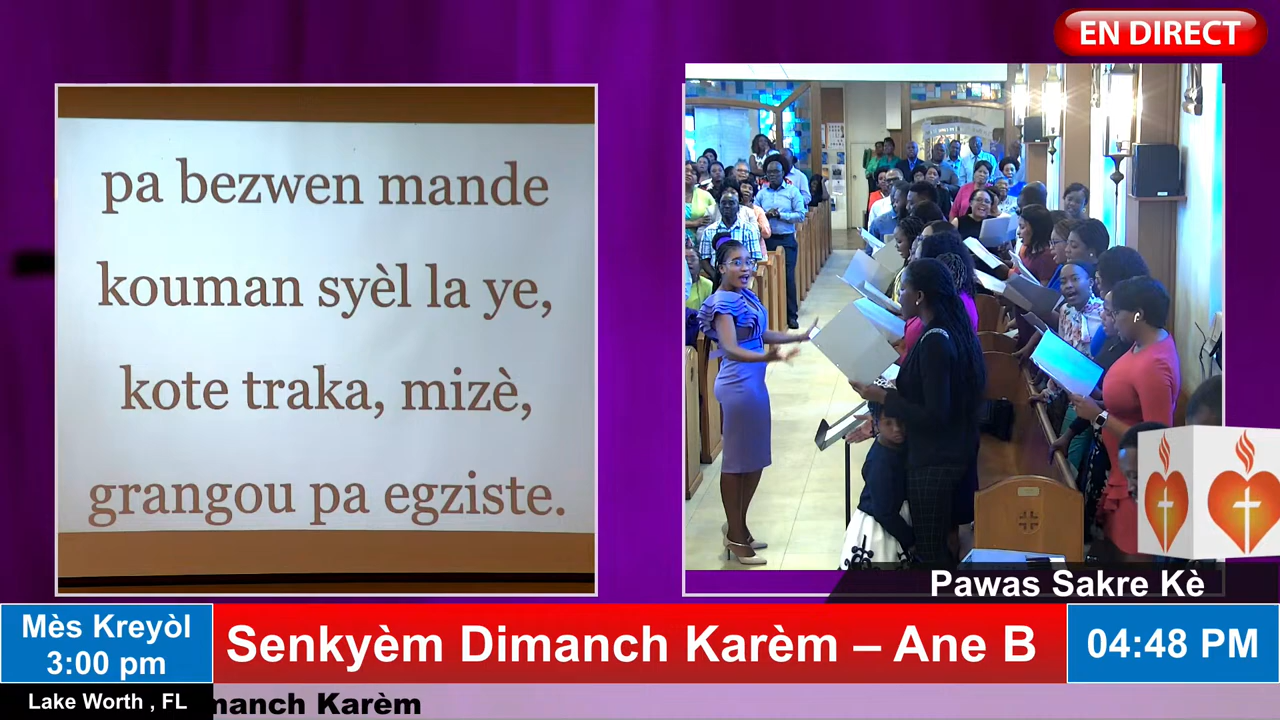 EN DIRECT
pa bezwen mande
kouman syèl la ye,
kote traka, mizè,
grangou pa egziste.
Pawas Sakre Kè
Mès Kreyòl
3:00 pm
Senkyèm Dimanch Karèm – Ane B
04:48 PM
Lake Worth , FL
manch Karèm